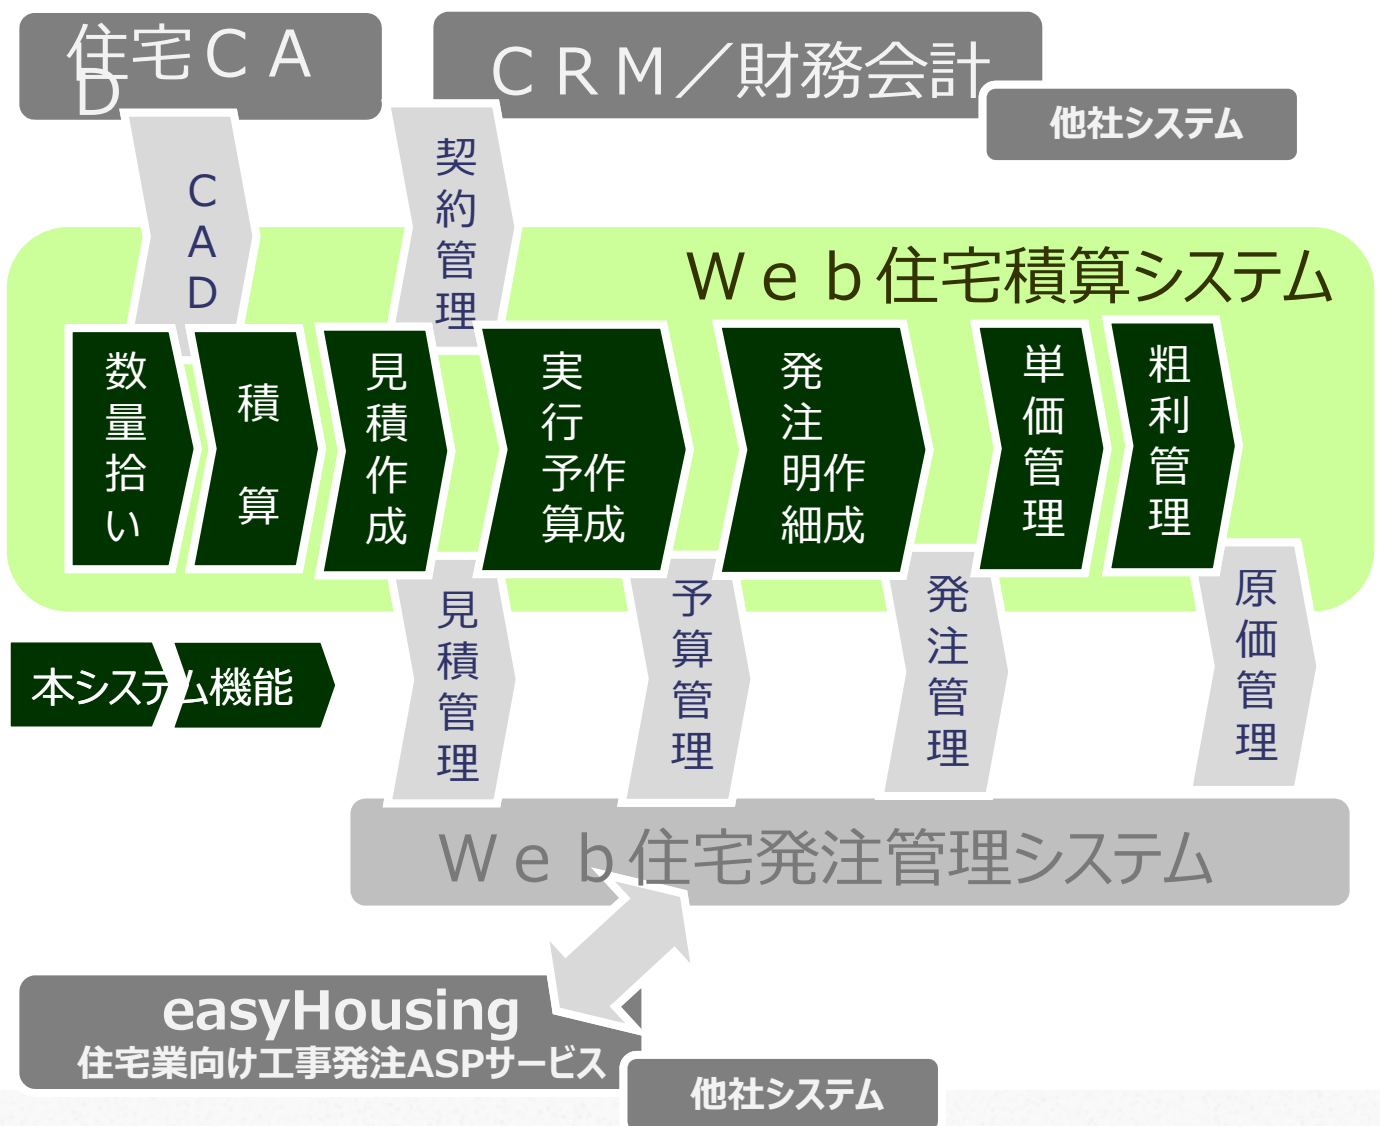 住宅ＣＡ
Ｄ
ＣＲＭ／財務会計
他社システム
ＣＡＤ
契約管理
Ｗｅｂ住宅積算システム
数量拾い
積　算
見積作成
実行予算作成
発注明細作成
単価管理
粗利管理
本システム機能
見積管理
予算管理
発注管理
原価管理
Ｗｅｂ住宅発注管理システム
easyHousing
住宅業向け工事発注ASPサービス
他社システム